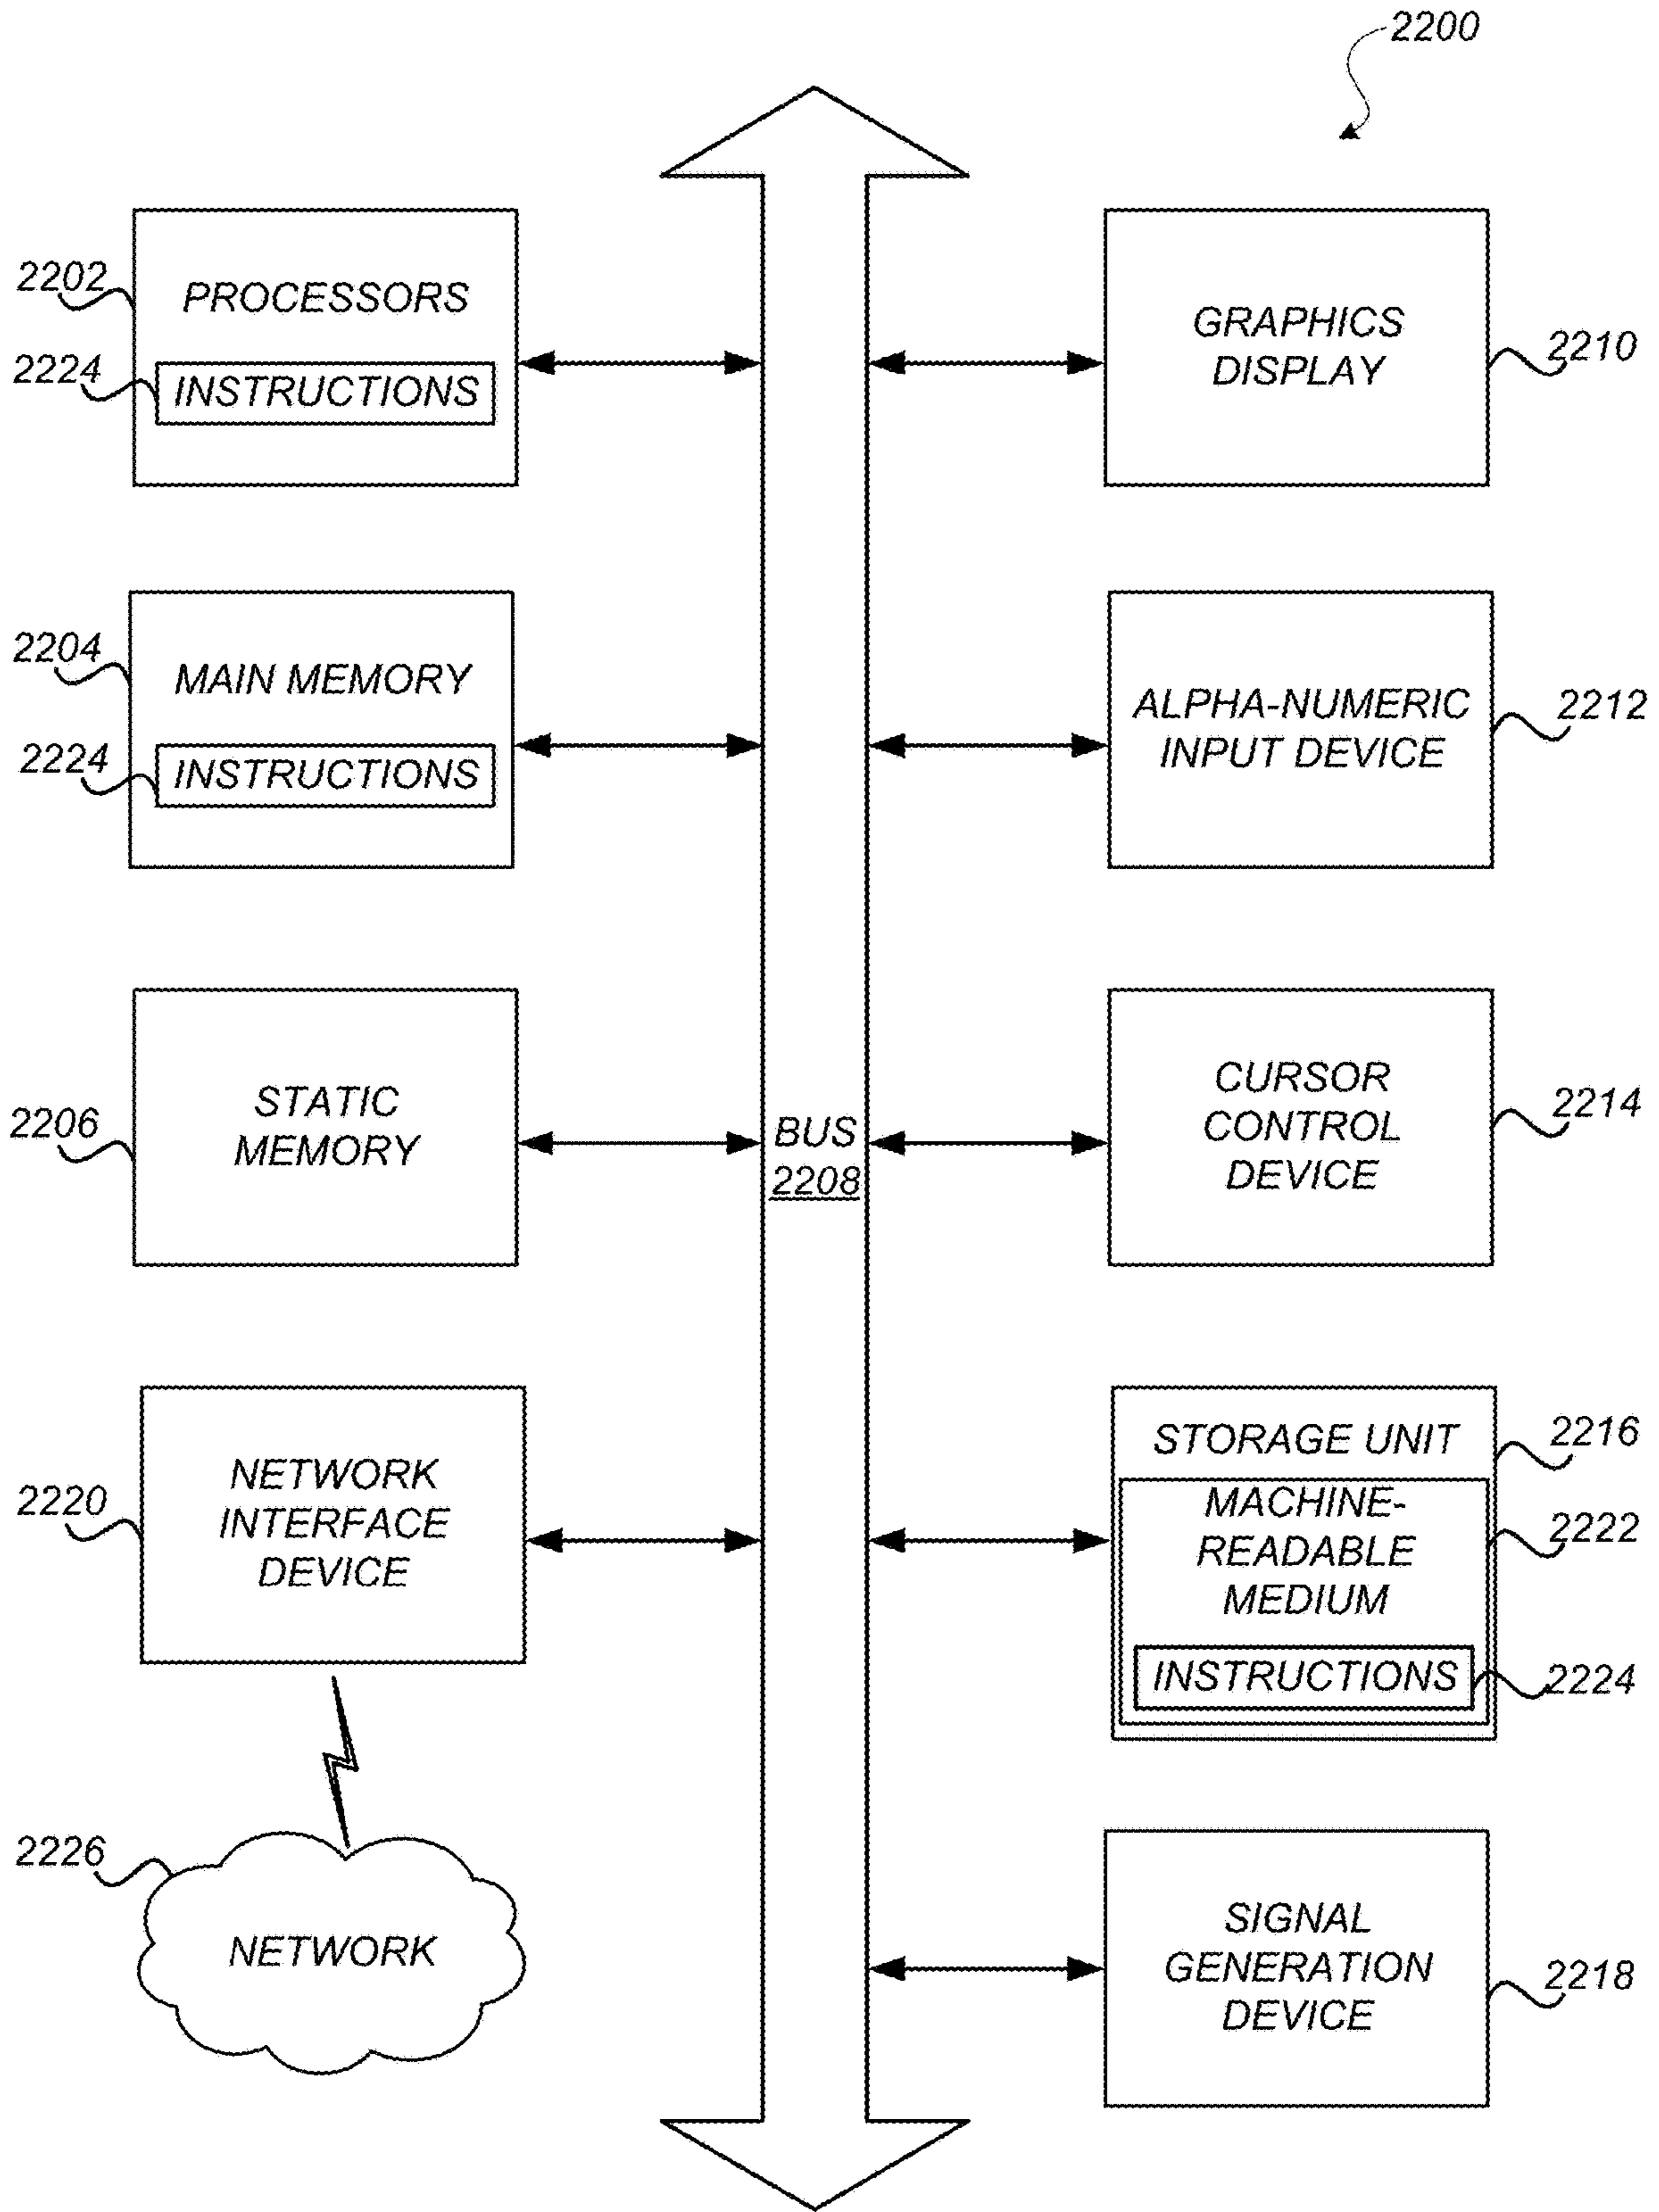 2200
2202
PROCESSORS
2224
INSTRUCTIONS
GRAPHICS
DISPLAY
2210
2204
MAIN MEMORY
2224
INSTRUCTIONS
ALPHA-NUMERIC
INPUT DEVICE
2212
2206
STATIC
MEMORY
BUS
2208
CURSOR
CONTROL
DEVICE
2214
2220
NETWORK
INTERFACE
DEVICE
STORAGE UNIT
2216
MACHINE-
READABLE
MEDIUM
2222
INSTRUCTIONS
2224
2226
NETWORK
SIGNAL
GENERATION
DEVICE
2218